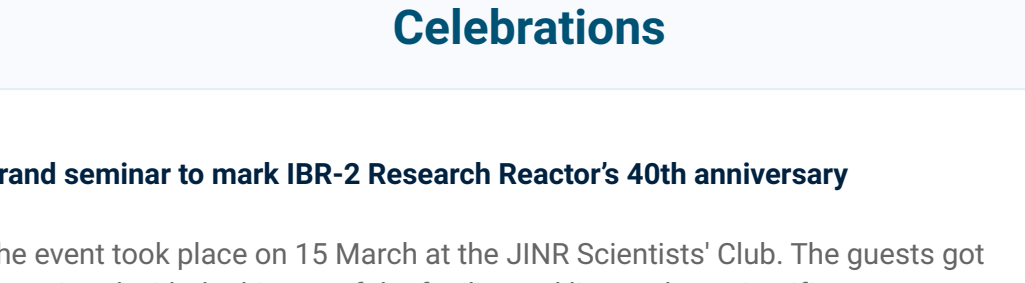 Celebrations
rand seminar to mark IBR-2 Research Reactor’s 40th anniversary
he event took place on 15 March at the JINR Scientists' Club. The guests got